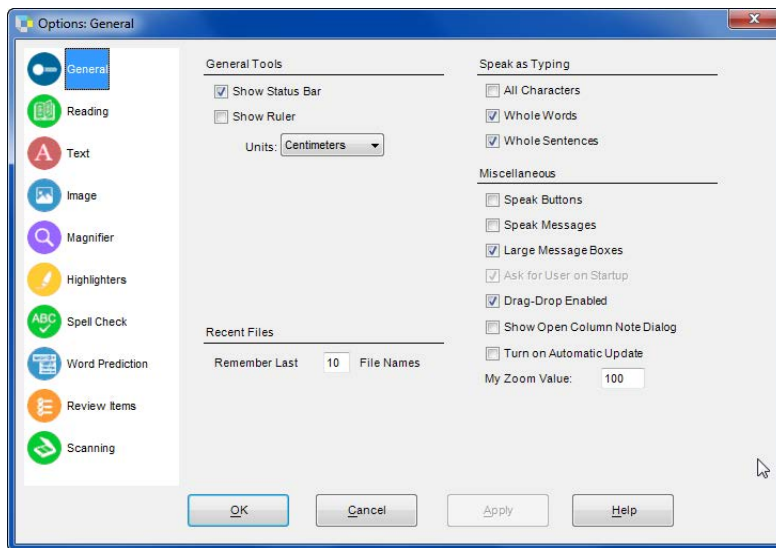 Options: General
General
Reading
A
Text
Image
Magnifier
Highlighters
ABC
Spell Check
Word Prediction
Review Items
Scanning
General Tools
Show Status Bar
Show Ruler
Units: Centimeters
Recent Files
Remember Last 10 File Names
Speak as Typing
All Characters
Whole Words
Whole Sentences
Miscellaneous
Speak Buttons
Speak Messages
Large Message Boxes
Ask for User on Startup
Drag-Drop Enabled
Show Open Column Note Dialog
Turn on Automatic Update
My Zoom Value: 100
OK Cancel Apply Help